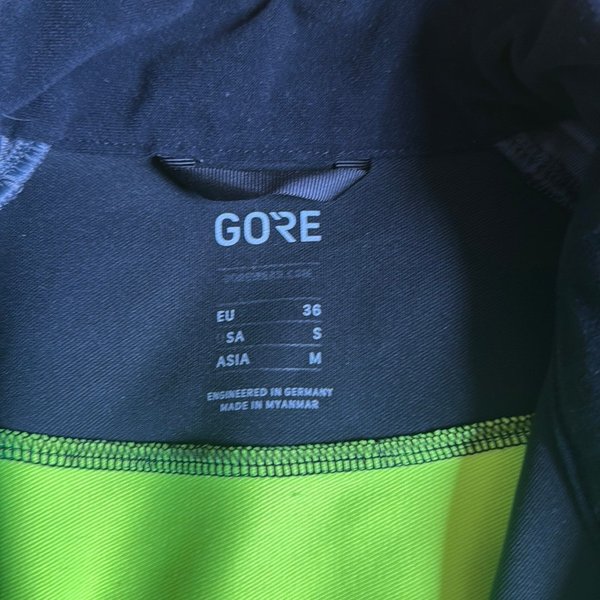 GORE
EU 36
SA S
ASIA M
ENGINEERED IN GERMANY
MADE IN MYANMAR